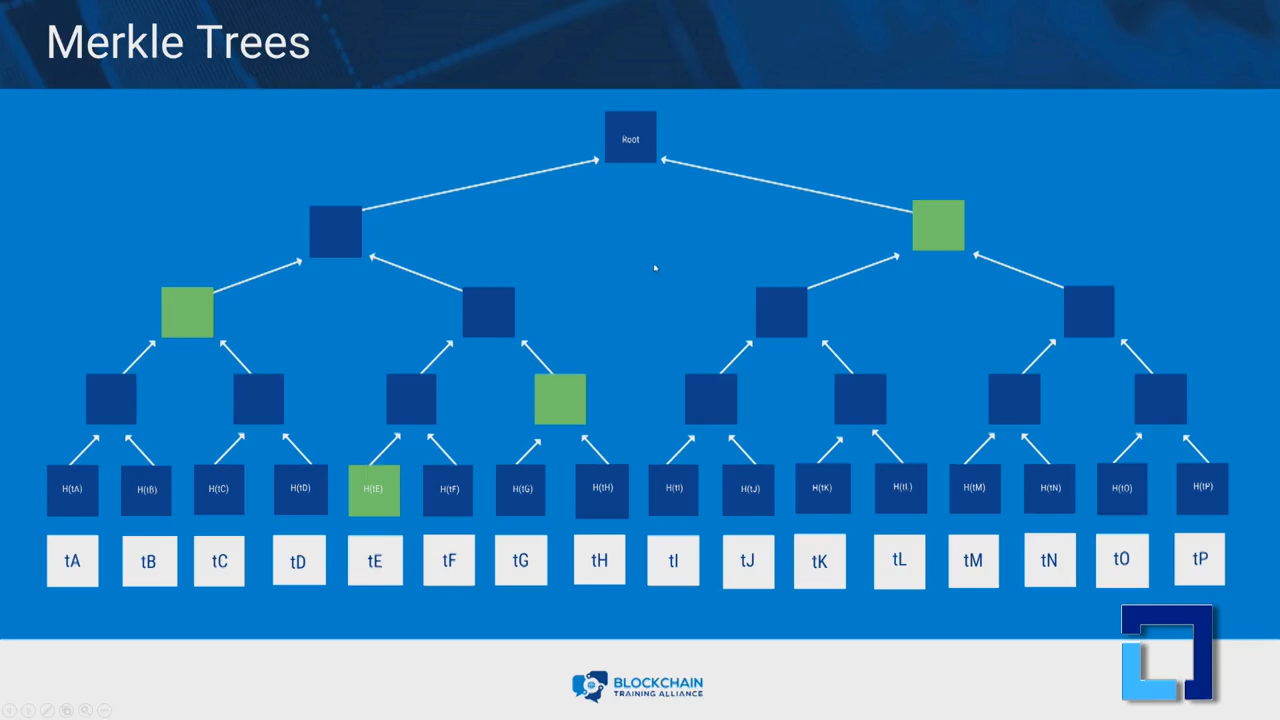 Merkle Trees
Root
H(tA) H(tB) H(tC) H(tD) H(tE) H(tF) H(tG) H(tH) H(tI) H(tJ) H(tK) H(tL) H(tM) H(tN) H(tO) H(tP)
tA tB tC tD tE tF tG tH tI tJ tK tL tM tN tO tP
BLOCKCHAIN
TRAINING ALLIANCE